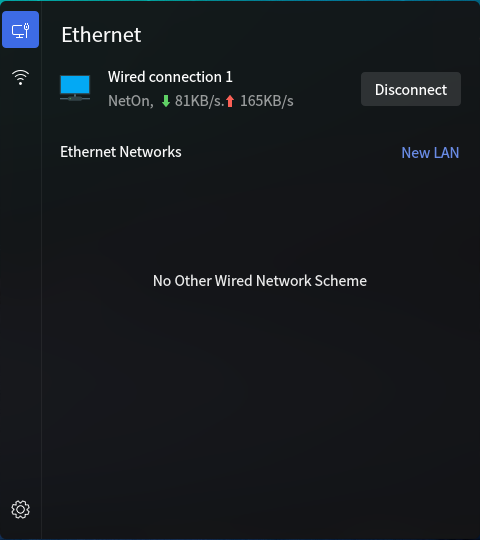 Ethernet
Wired connection 1
NetOn, 81KB/s. 165KB/s
Disconnect
Ethernet Networks
New LAN
No Other Wired Network Scheme